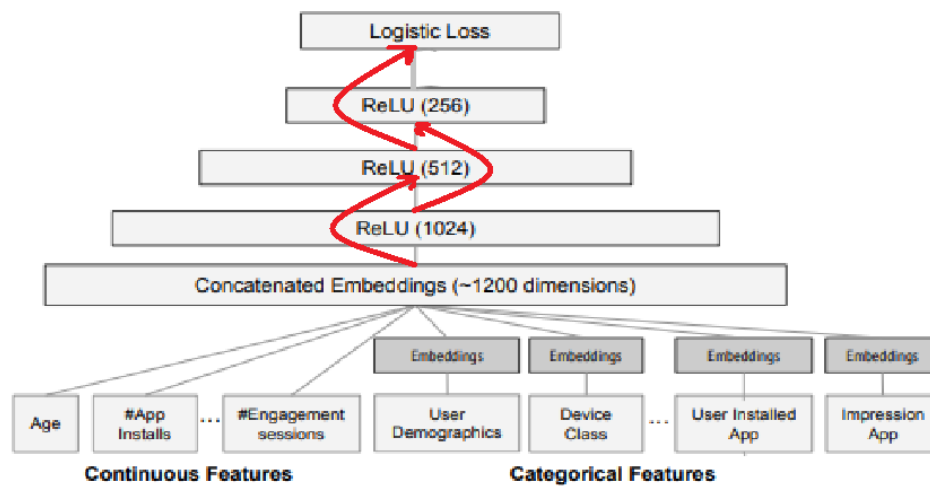 Logistic Loss
ReLU (256)
ReLU (512)
ReLU (1024)
Concatenated Embeddings (~1200 dimensions)
Embeddings Embeddings Embeddings Embeddings
Age
#App
Installs
...
#Engagement
sessions
User
Demographics
Device
Class
...
User Installed
App
Impression
App
Continuous Features
Categorical Features